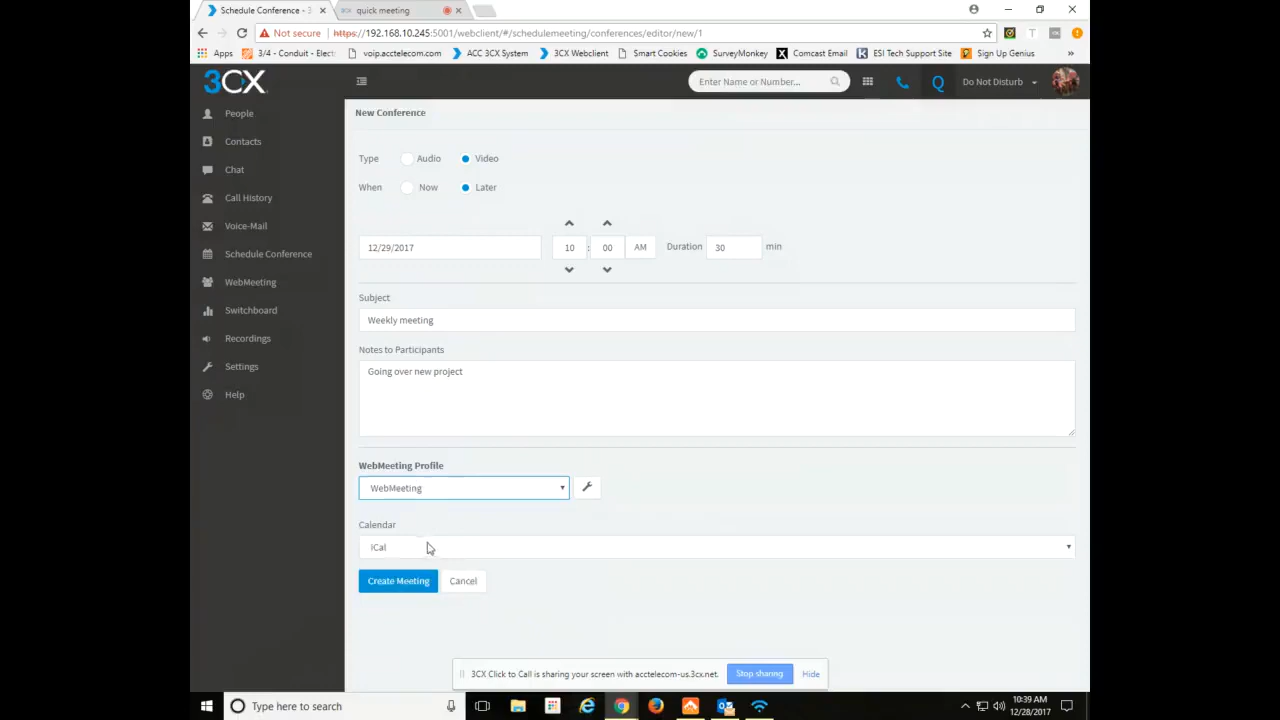 Schedule Conference - 3
quick meeting
Not secure | https://192.168.10.245:5001/webclient/#/schedulemeeting/conferences/editor/new/1
Apps
3/4 - Conduit - Elect
voip.acctelecom.com
ACC 3CX System
3CX Webclient
Smart Cookies
SurveyMonkey
Comcast Email
ESI Tech Support Site
Sign Up Genius
»
3CX
Enter Name or Number...
Q
Do Not Disturb
People
Contacts
Chat
Call History
Voice-Mail
Schedule Conference
WebMeeting
Switchboard
Recordings
Settings
Help
New Conference
Type Audio Video
When Now Later
12/29/2017 10 : 00 AM Duration 30 min
Subject
Weekly meeting
Notes to Participants
Going over new project
WebMeeting Profile
WebMeeting
Calendar
ICal
Create Meeting Cancel
3CX Click to Call is sharing your screen with acctelecom-us.3cx.net. Stop sharing Hide
Type here to search
10:39 AM
12/28/2017